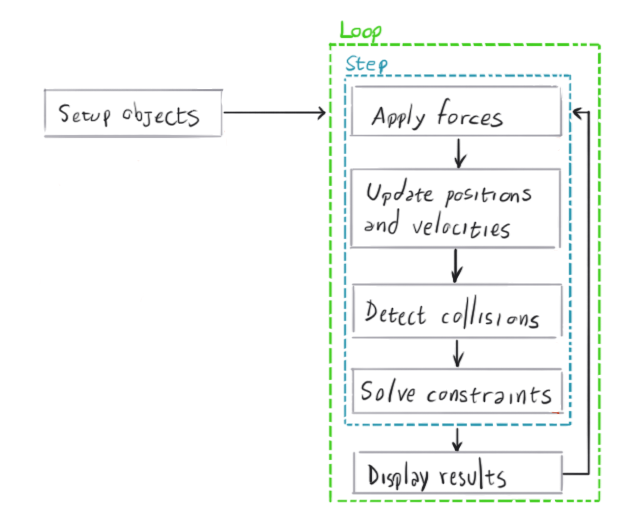 Loop
Step
Setup objects
Apply forces
Update positions
and velocities
Detect collisions
Solve constraints
Display results